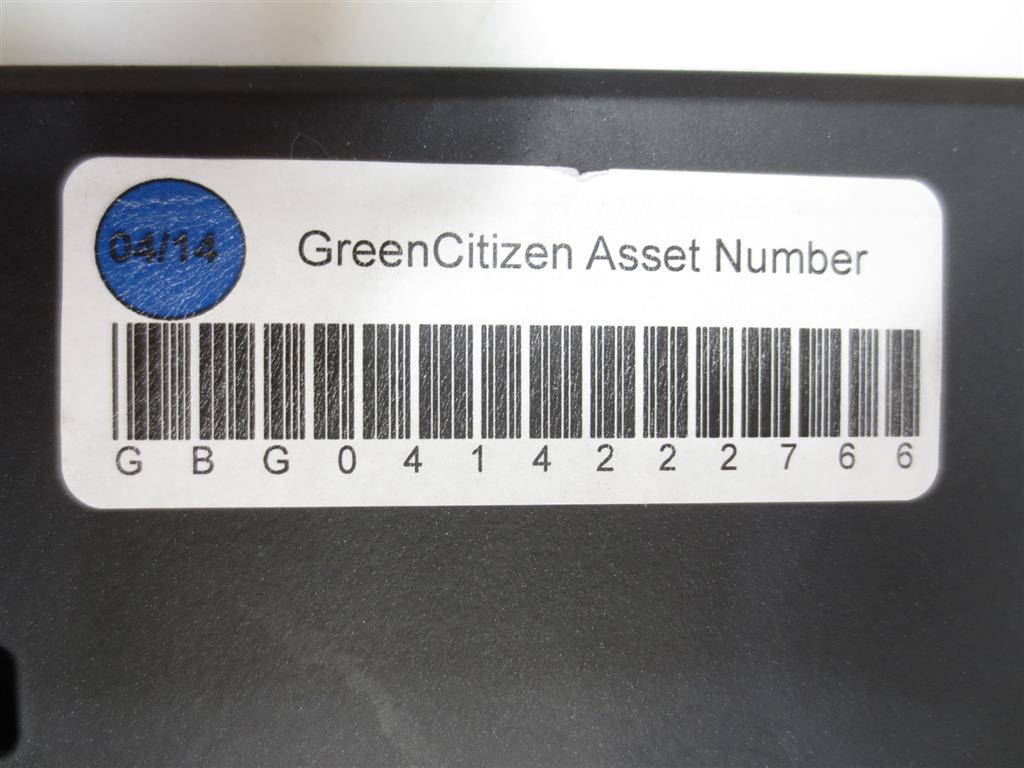 04/14
GreenCitizen Asset Number
G B G 0 4 1 4 2 2 2 7 6 6